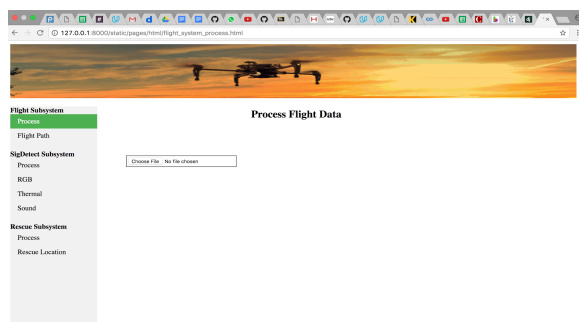 127.0.0.1:8000/static/pages/html/flight_system_process.html
Process Flight Data
Flight Subsystem
Process
Flight Path
SigDetect Subsystem
Process
RGB
Thermal
Sound
Rescue Subsystem
Process
Rescue Location
Choose File No file chosen